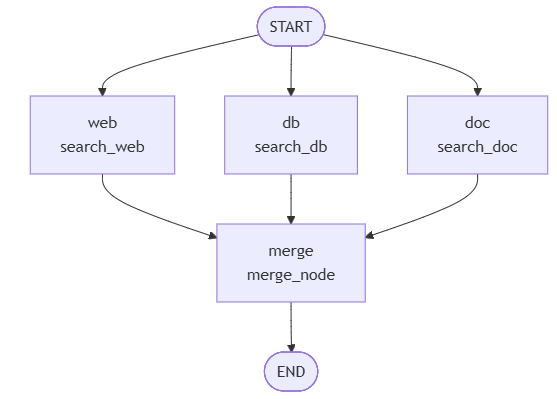 START
web
search_web
db
search_db
doc
search_doc
merge
merge_node
END